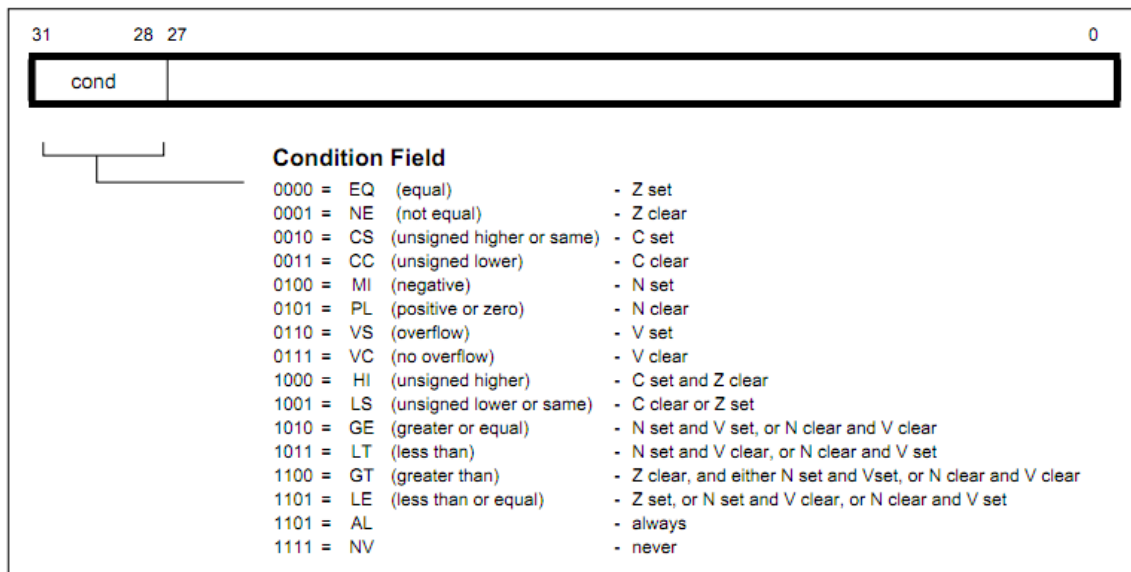 31 28 27 0
cond
Condition Field
0000 = EQ (equal) - Z set
0001 = NE (not equal) - Z clear
0010 = CS (unsigned higher or same) - C set
0011 = CC (unsigned lower) - C clear
0100 = MI (negative) - N set
0101 = PL (positive or zero) - N clear
0110 = VS (overflow) - V set
0111 = VC (no overflow) - V clear
1000 = HI (unsigned higher) - C set and Z clear
1001 = LS (unsigned lower or same) - C clear or Z set
1010 = GE (greater or equal) - N set and V set, or N clear and V clear
1011 = LT (less than) - N set and V clear, or N clear and V set
1100 = GT (greater than) - Z clear, and either N set and Vset, or N clear and V clear
1101 = LE (less than or equal) - Z set, or N set and V clear, or N clear and V set
1101 = AL - always
1111 = NV - never